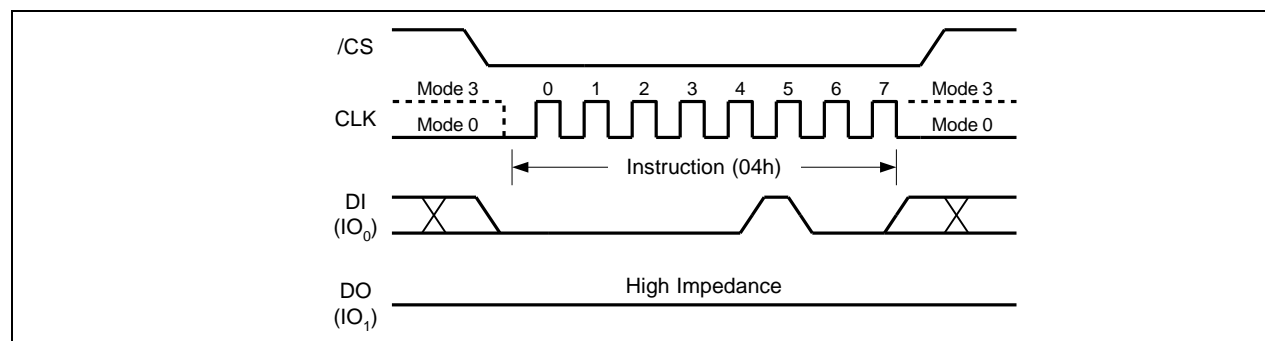 /CS
Mode 3 0 1 2 3 4 5 6 7 Mode 3
CLK Mode 0 Mode 0
Instruction (04h)
DI
(IO0)
High Impedance
DO
(IO1)